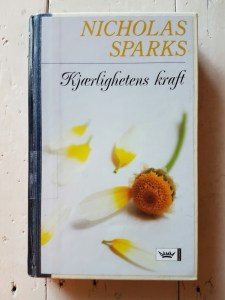 NICHOLAS
SPARKS
Kjærlighetens kraft